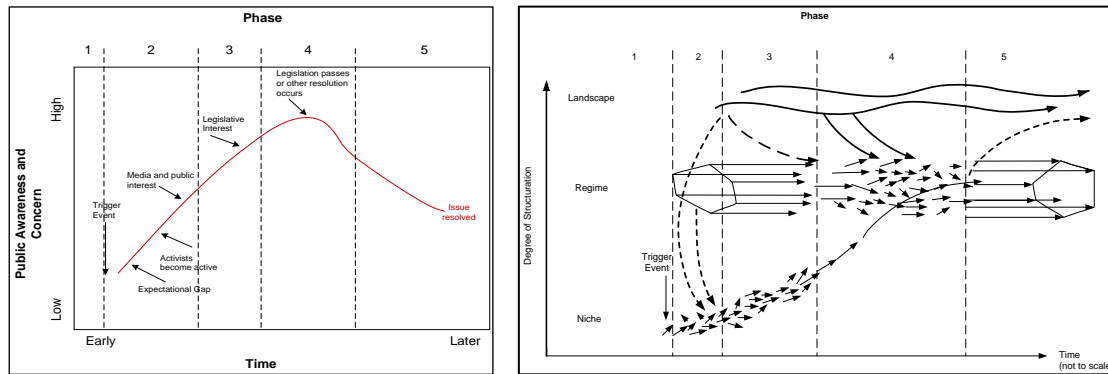 Phase
1 2 3 4 5
Legislation passes
or other resolution
occurs
High
Legislative
Interest
Media and public
interest
Trigger
Event
Public Awareness and
Concern
Issue
resolved
Activists
become active
Expectational Gap
Low
Early Later
Time
Phase
1 2 3 4 5
Landscape
Regime
Degree of Structuration
Trigger
Event
Niche
Time
(not to scale